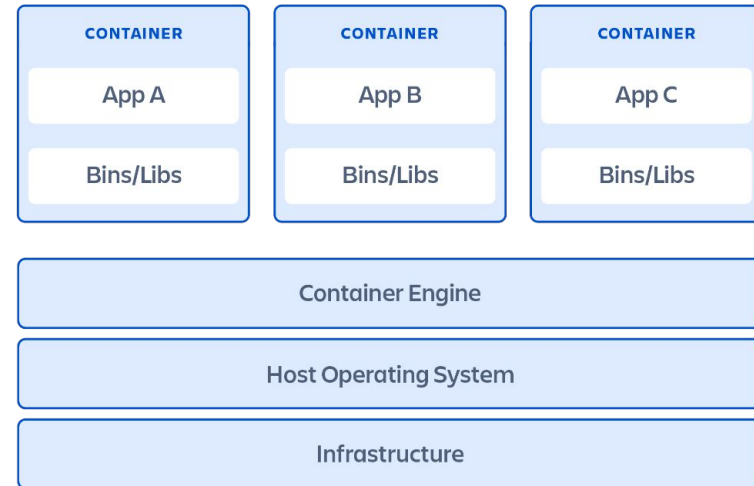 CONTAINER CONTAINER CONTAINER
App A App B App C
Bins/Libs Bins/Libs Bins/Libs
Container Engine
Host Operating System
Infrastructure